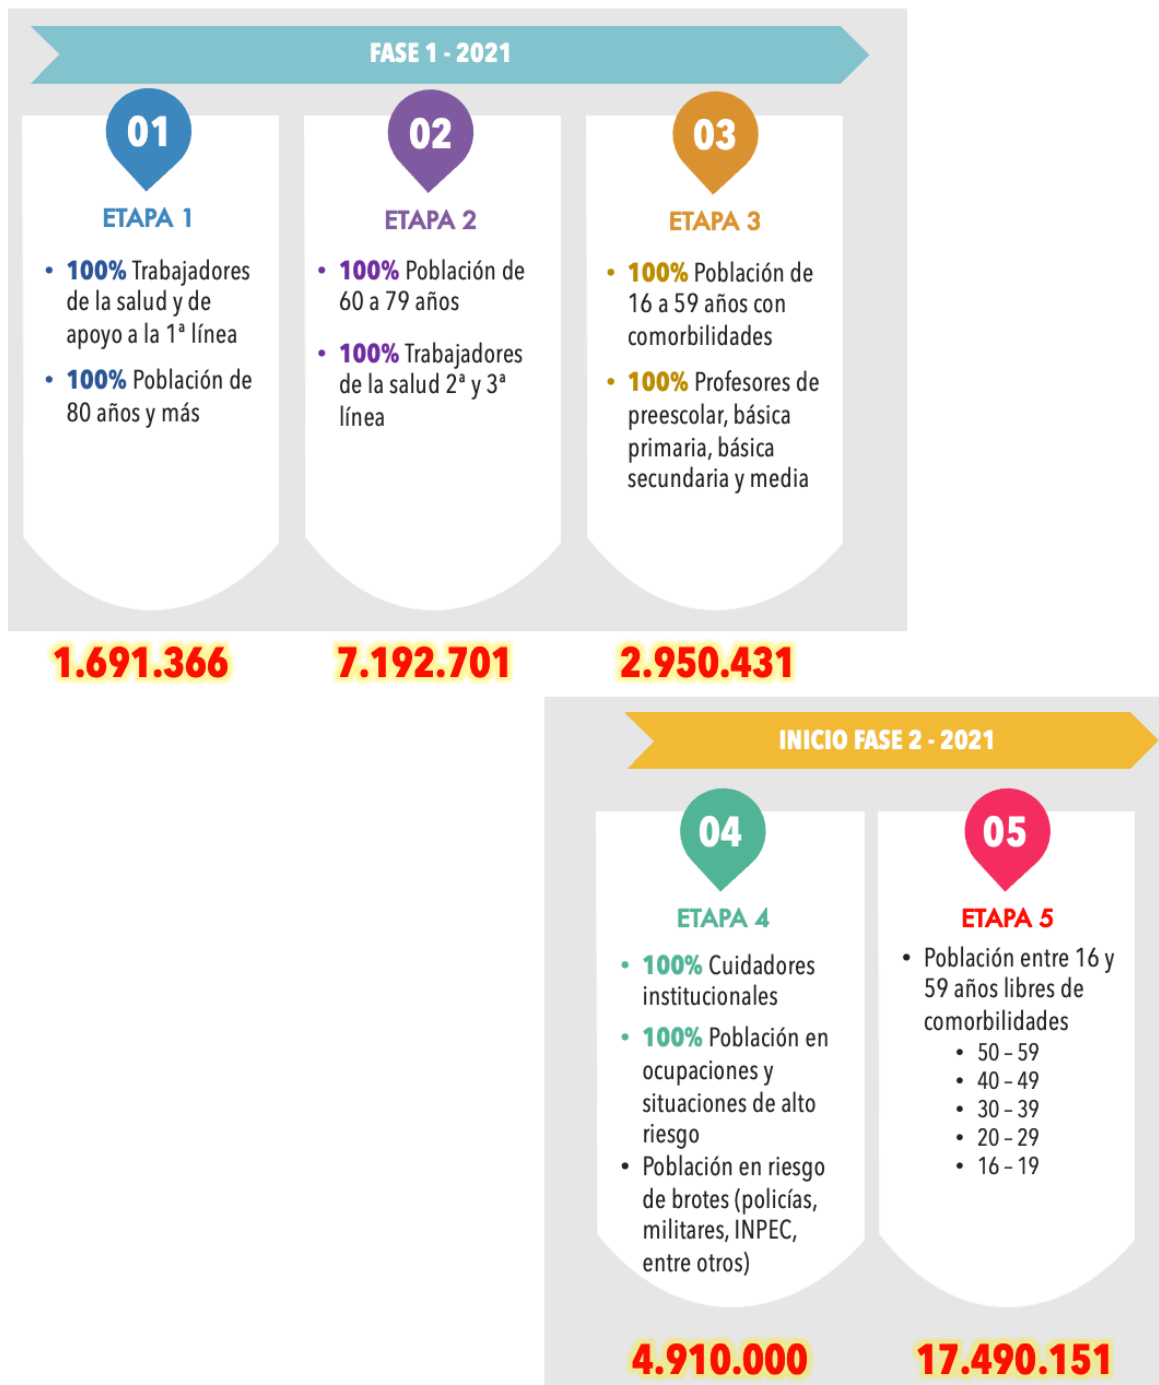 FASE 1 - 2021
01
ETAPA 1
• 100% Trabajadores
de la salud y de
apoyo a la 1ª línea
• 100% Población de
80 años y más
02
ETAPA 2
• 100% Población de
60 a 79 años
• 100% Trabajadores
de la salud 2ª y 3ª
línea
03
ETAPA 3
• 100% Población de
16 a 59 años con
comorbilidades
• 100% Profesores de
preescolar, básica
primaria, básica
secundaria y media
1.691.366
7.192.701
2.950.431
INICIO FASE 2 - 2021
04
ETAPA 4
• 100% Cuidadores
institucionales
• 100% Población en
ocupaciones y
situaciones de alto
riesgo
• Población en riesgo
de brotes (policías,
militares, INPEC,
entre otros)
05
ETAPA 5
• Población entre 16 y
59 años libres de
comorbilidades
• 50 – 59
• 40 – 49
• 30 – 39
• 20 – 29
• 16 – 19
4.910.000
17.490.151